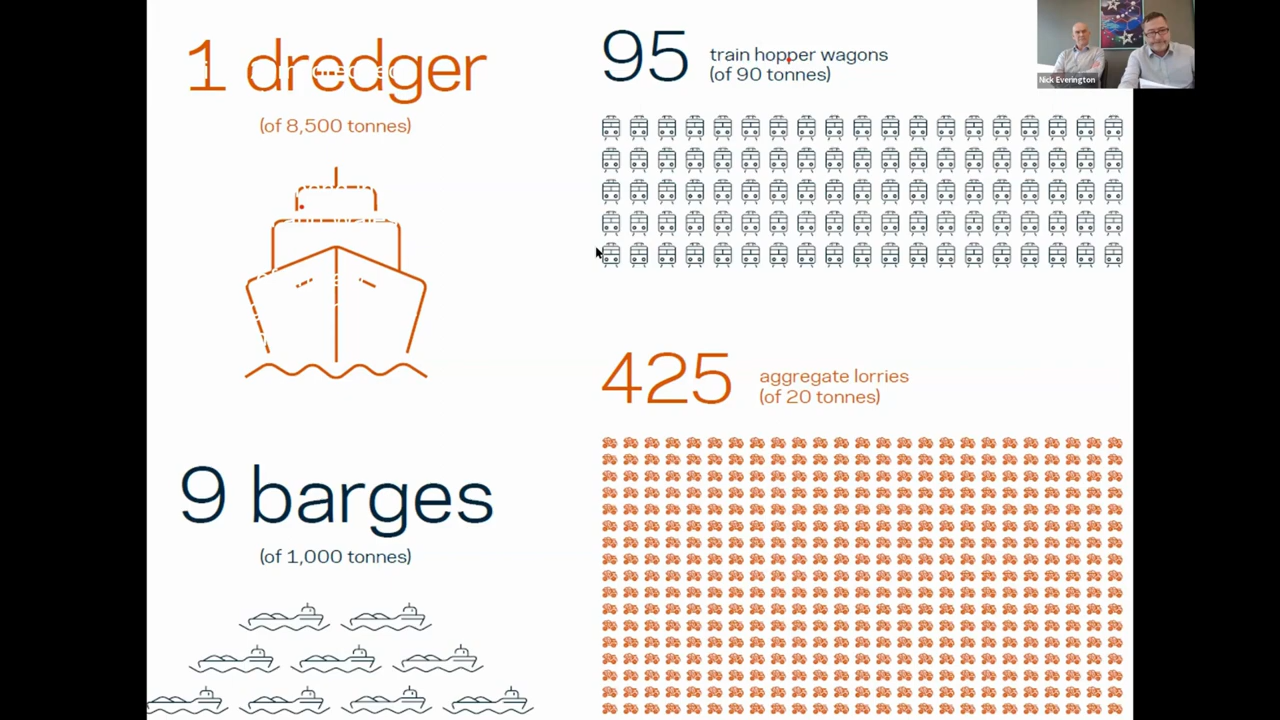 1 dredger
(of 8,500 tonnes)
9 barges
(of 1,000 tonnes)
95
train hopper wagons
(of 90 tonnes)
425
aggregate lorries
(of 20 tonnes)
Nick Everington